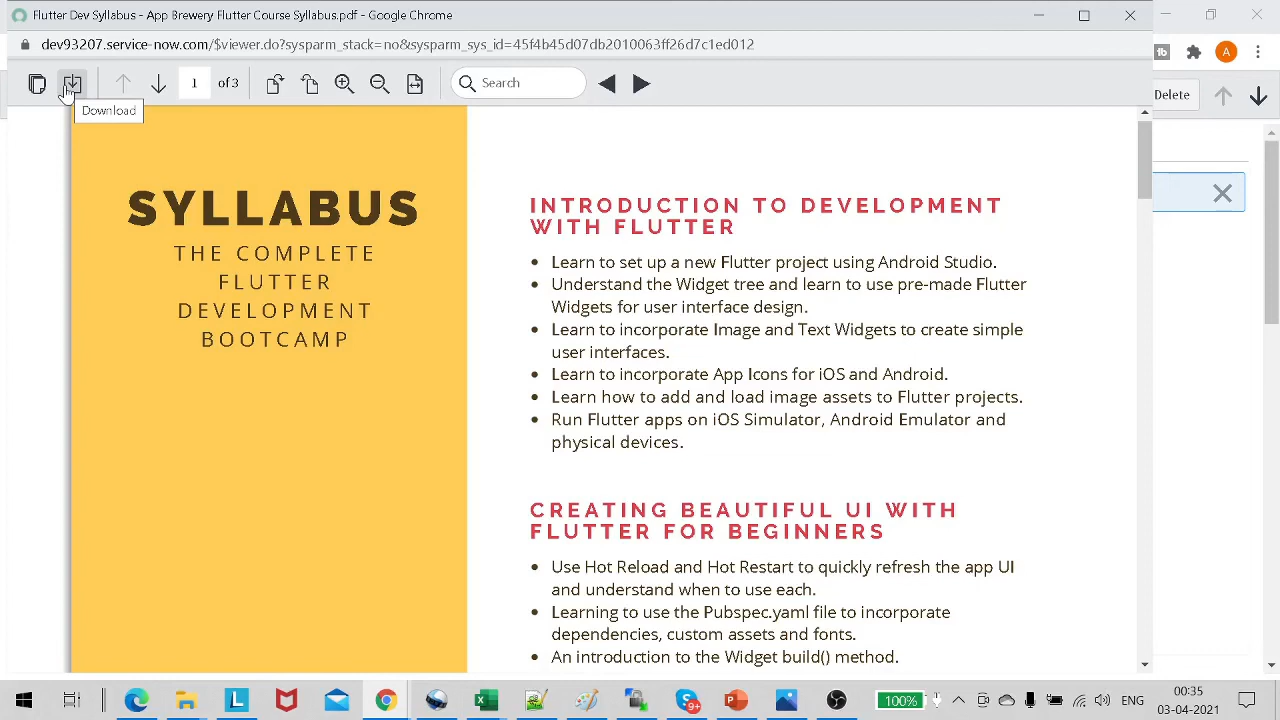 Flutter Dev Syllabus - App Brewery Flutter Course Syllabus.pdf - Google Chrome
dev93207.service-now.com/$viewer.do?sysparm_stack=no&sysparm_sys_id=45f4b45d07db2010063ff26d7c1ed012
A
1 of 3
Search
Delete
Download
SYLLABUS
THE COMPLETE
FLUTTER
DEVELOPMENT
BOOTCAMP
INTRODUCTION TO DEVELOPMENT
WITH FLUTTER
• Learn to set up a new Flutter project using Android Studio.
• Understand the Widget tree and learn to use pre-made Flutter
Widgets for user interface design.
• Learn to incorporate Image and Text Widgets to create simple
user interfaces.
• Learn to incorporate App Icons for iOS and Android.
• Learn how to add and load image assets to Flutter projects.
• Run Flutter apps on iOS Simulator, Android Emulator and
physical devices.
CREATING BEAUTIFUL UI WITH
FLUTTER FOR BEGINNERS
• Use Hot Reload and Hot Restart to quickly refresh the app UI
and understand when to use each.
• Learning to use the Pubspec.yaml file to incorporate
dependencies, custom assets and fonts.
• An introduction to the Widget build() method.
L
9+
100%
ENG
00:35
03-04-2021